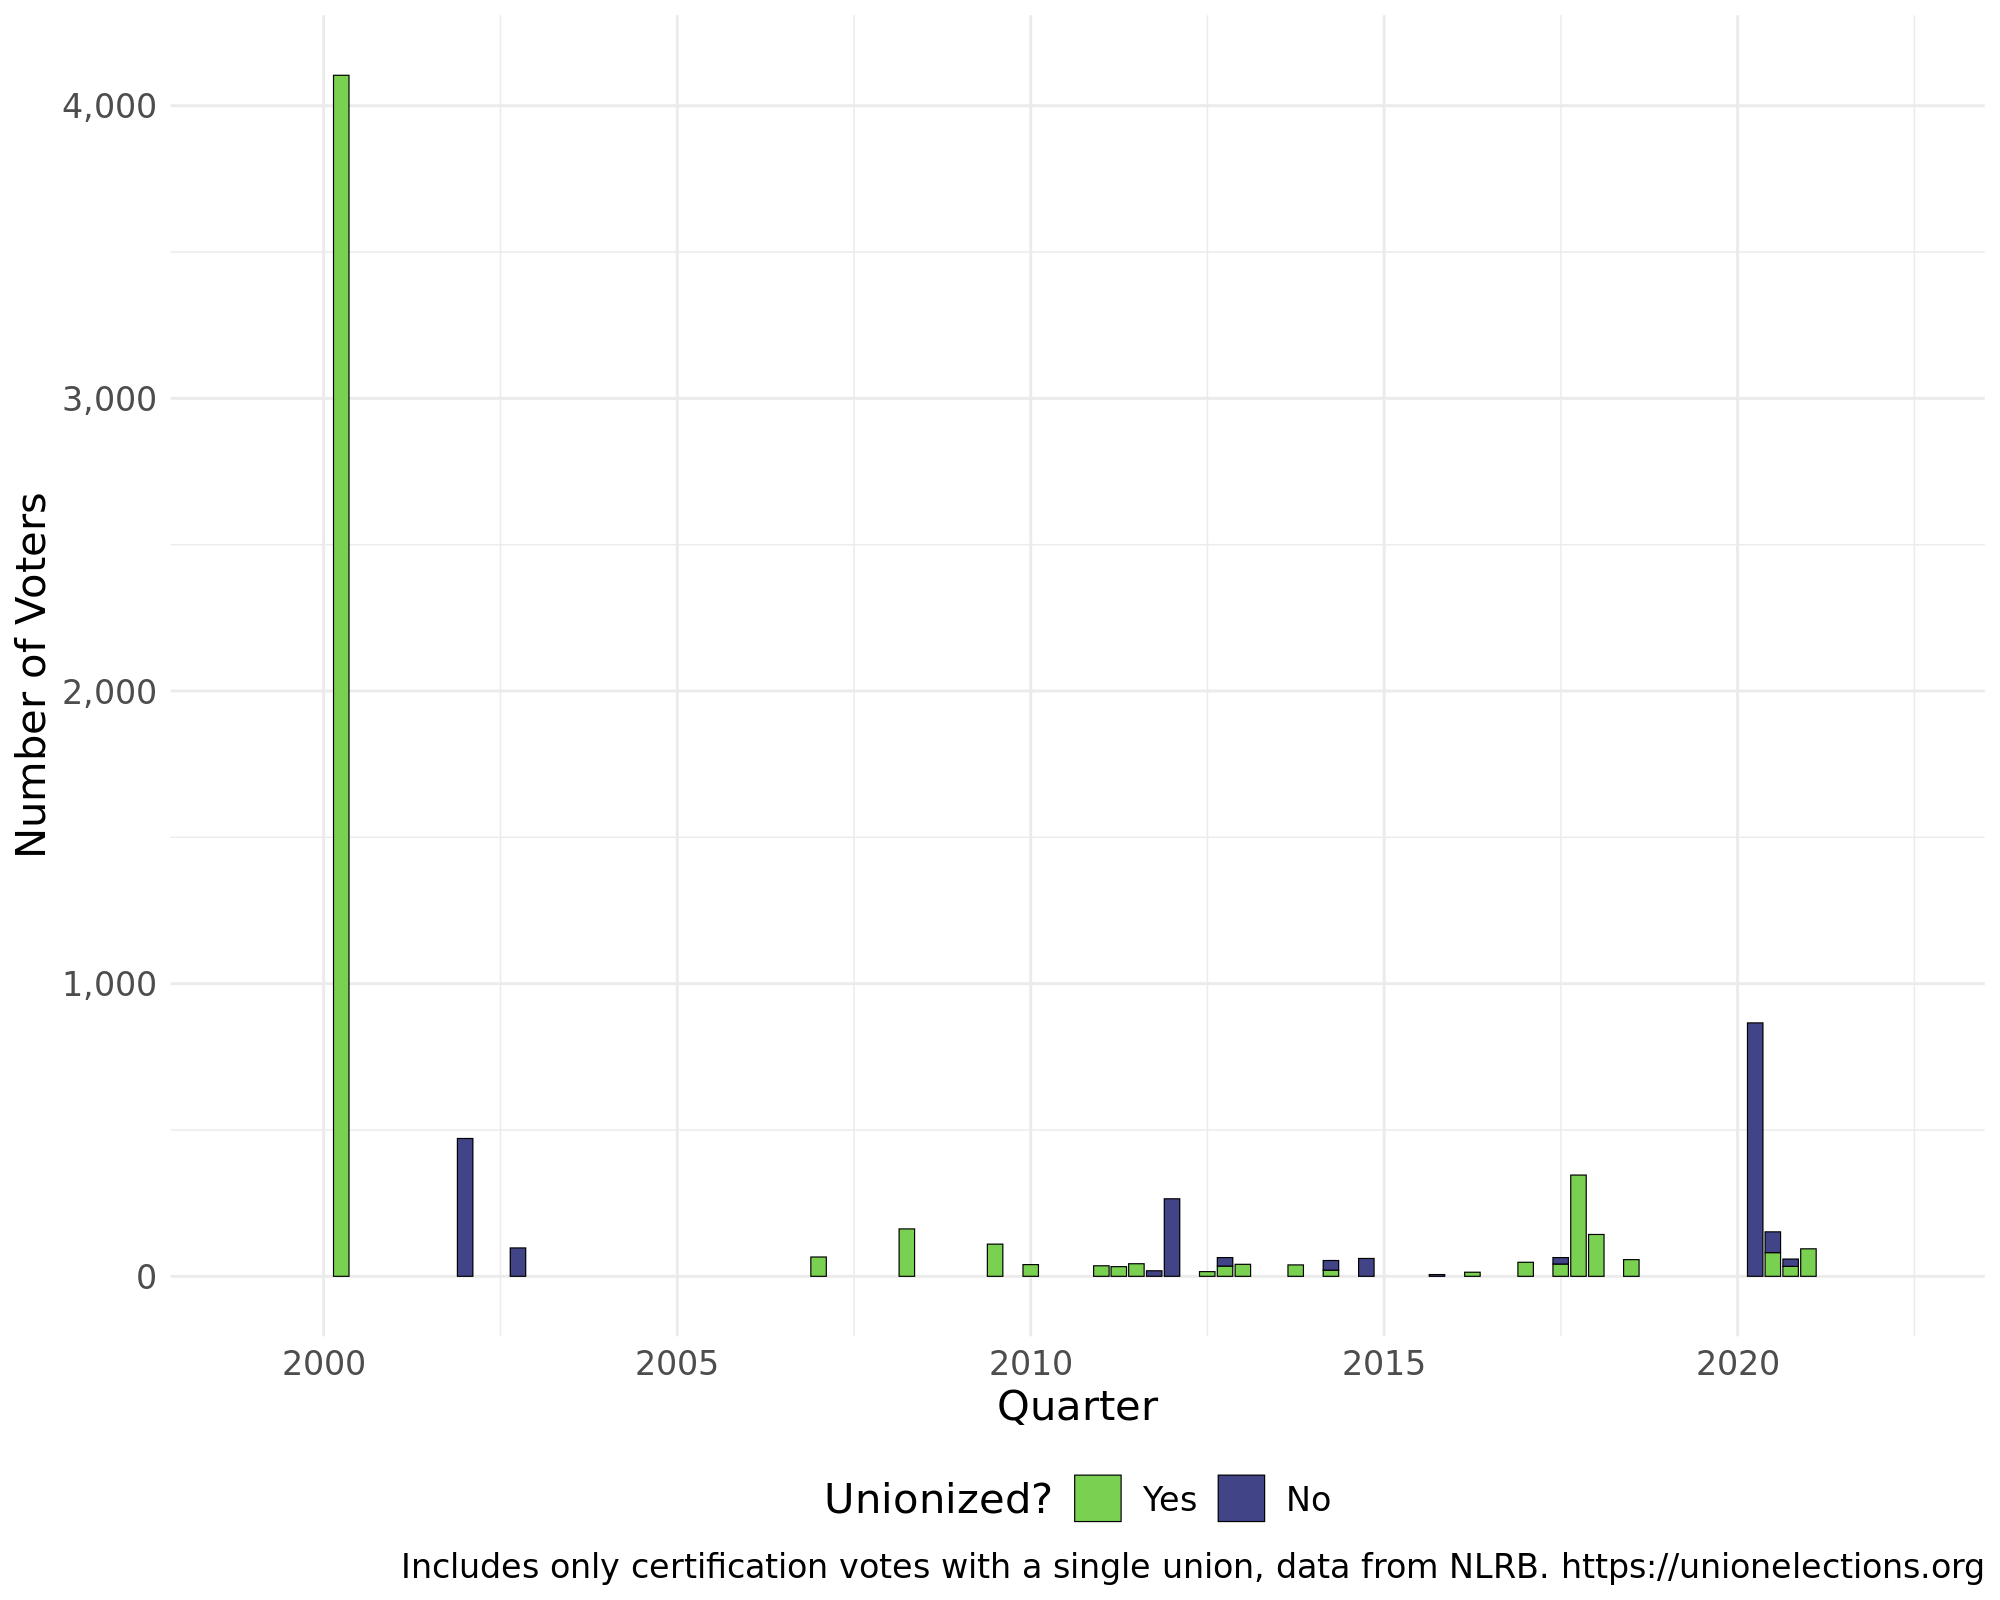 4,000
3,000
2,000
1,000
0
Number of Voters
2000 2005 2010 2015 2020
Quarter
Unionized? Yes No
Includes only certification votes with a single union, data from NLRB. https://unionelections.org